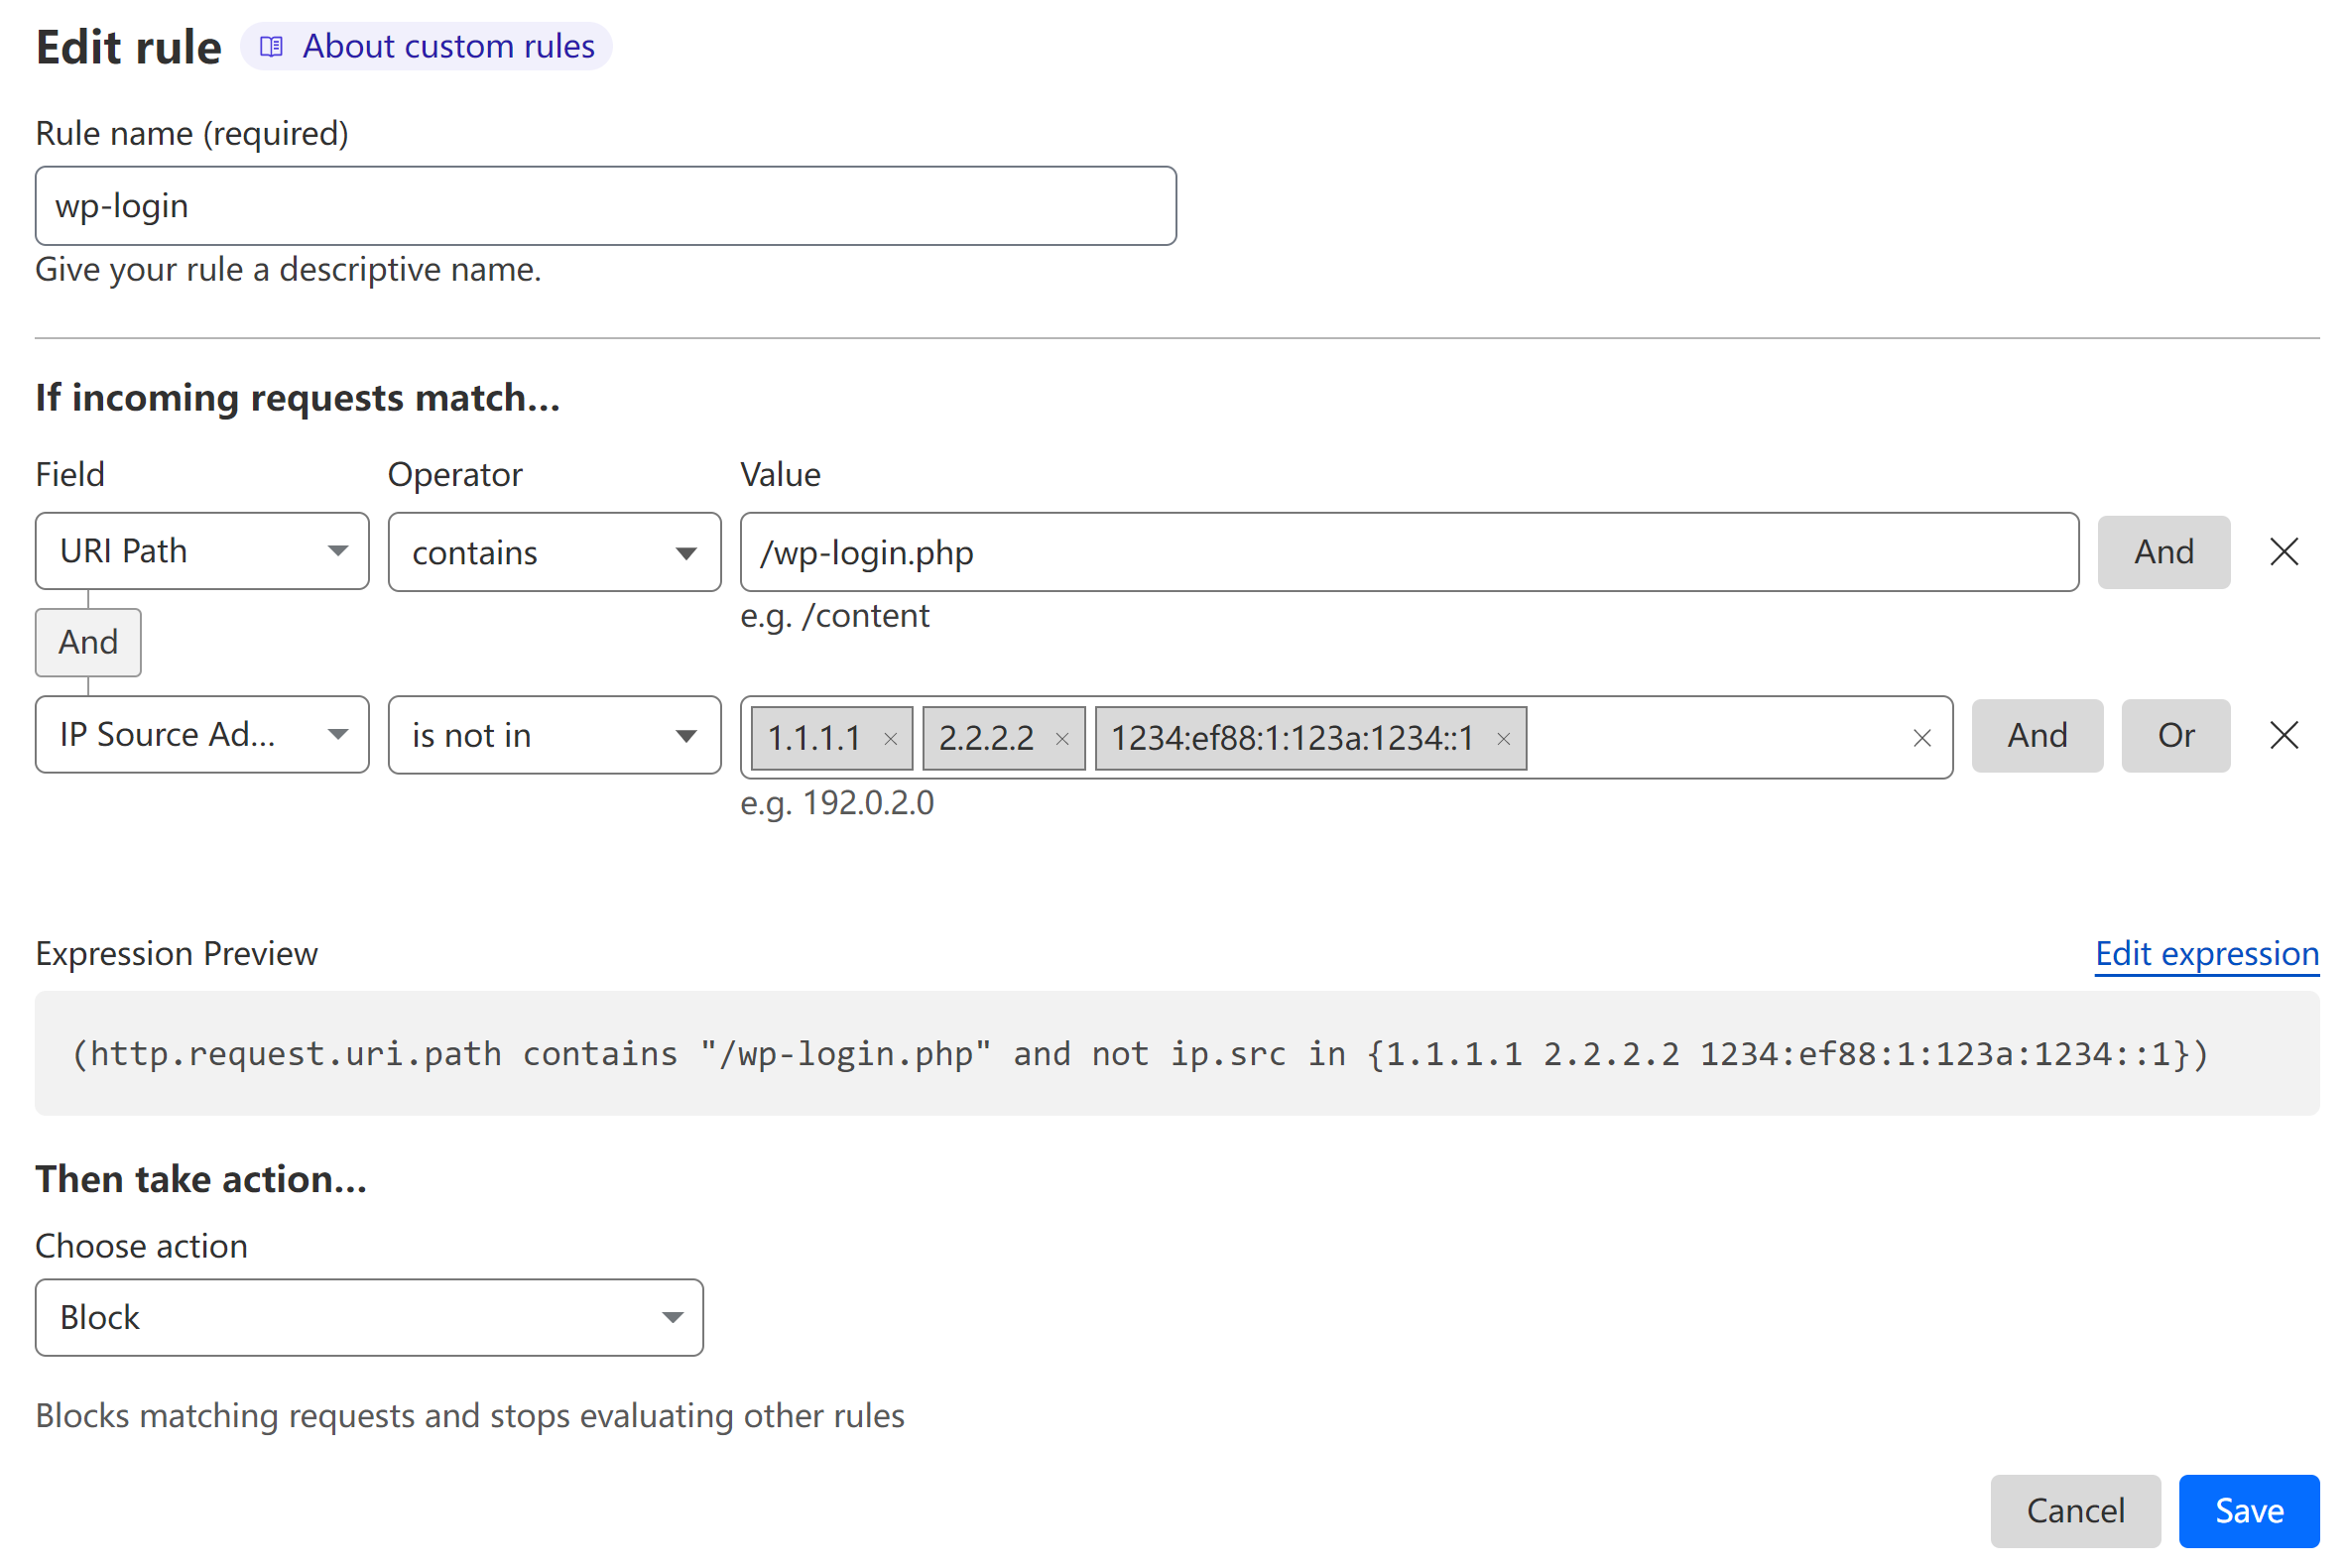 Edit rule About custom rules
Rule name (required)
wp-login
Give your rule a descriptive name.
If incoming requests match...
Field Operator Value
URI Path contains /wp-login.php And
e.g. /content
And
IP Source Ad... is not in 1.1.1.1 2.2.2.2 1234:ef88:1:123a:1234::1 And Or
e.g. 192.0.2.0
Expression Preview Edit expression
(http.request.uri.path contains "/wp-login.php" and not ip.src in {1.1.1.1 2.2.2.2 1234:ef88:1:123a:1234::1})
Then take action...
Choose action
Block
Blocks matching requests and stops evaluating other rules
Cancel Save